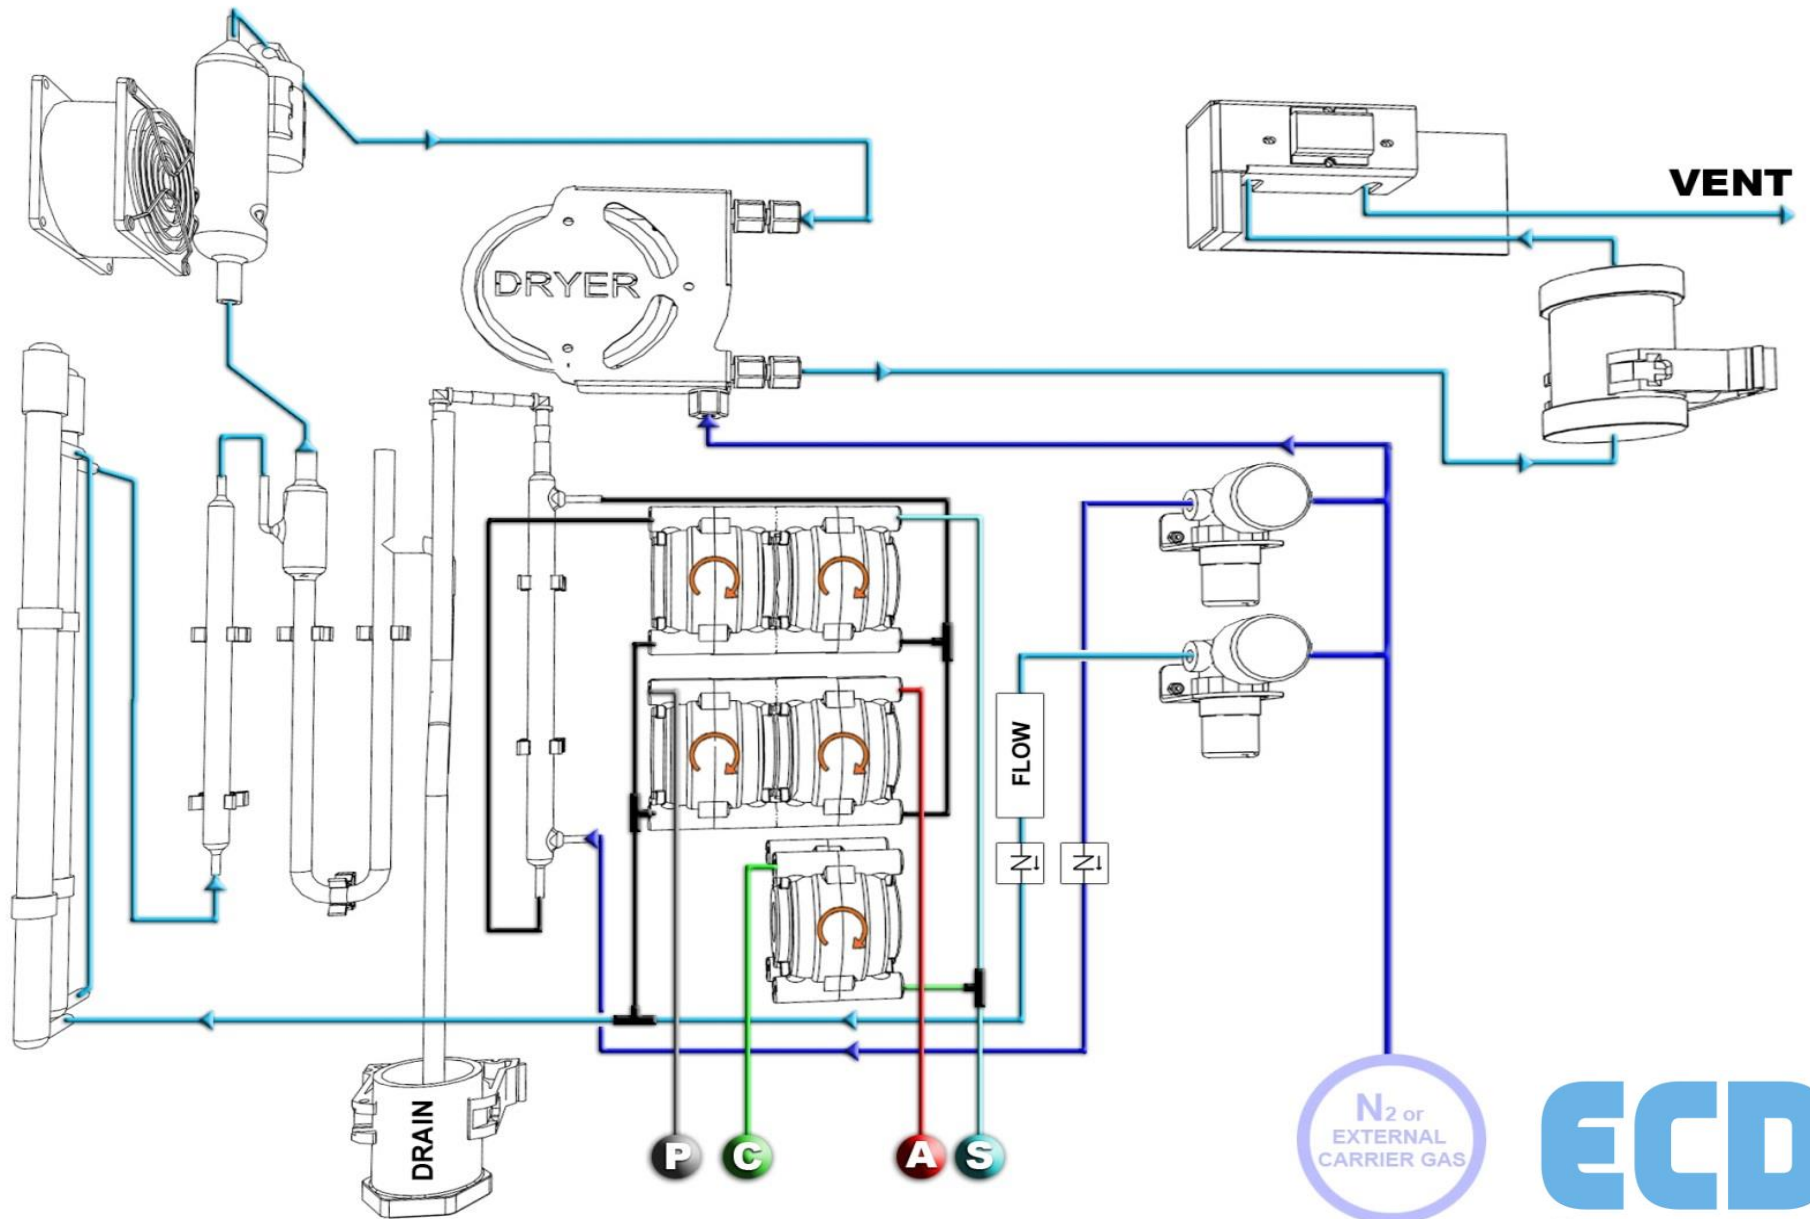 VENT
DRYER
FLOW
N
N
DRAIN
P
C
A
S
N2 or
EXTERNAL
CARRIER GAS
ECD